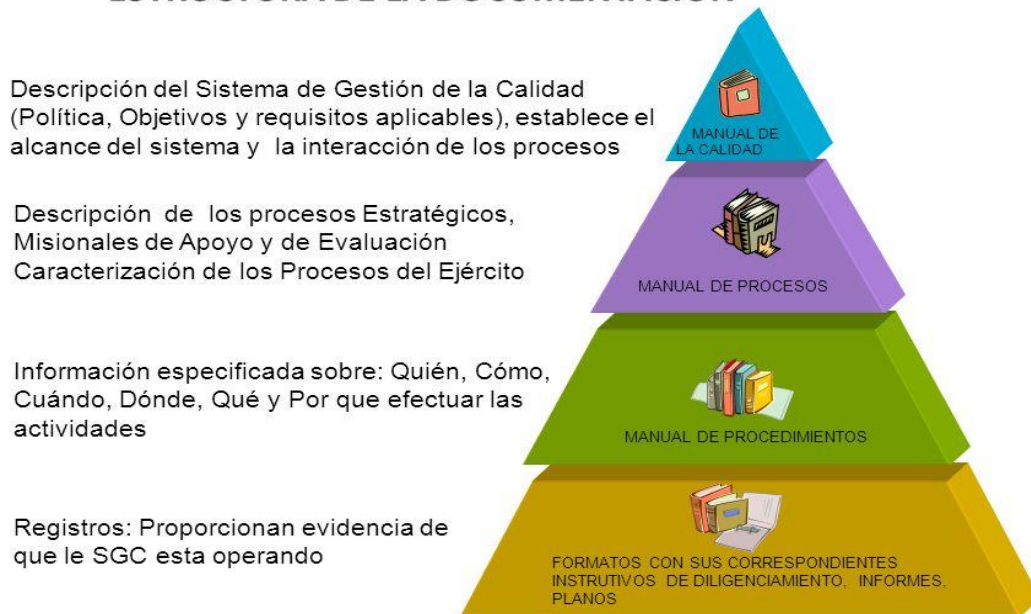 ESTRUCTURA DE LA DOCUMENTACIÓN
Descripción del Sistema de Gestión de la Calidad
(Política, Objetivos y requisitos aplicables), establece el
alcance del sistema y la interacción de los procesos
MANUAL DE
LA CALIDAD
Descripción de los procesos Estratégicos,
Misionales de Apoyo y de Evaluación
Caracterización de los Procesos del Ejército
MANUAL DE PROCESOS
Información especificada sobre: Quién, Cómo,
Cuándo, Dónde, Qué y Por que efectuar las
actividades
MANUAL DE PROCEDIMIENTOS
Registros: Proporcionan evidencia de
que le SGC esta operando
FORMATOS CON SUS CORRESPONDIENTES
INSTRUTIVOS DE DILIGENCIAMIENTO, INFORMES,
PLANOS